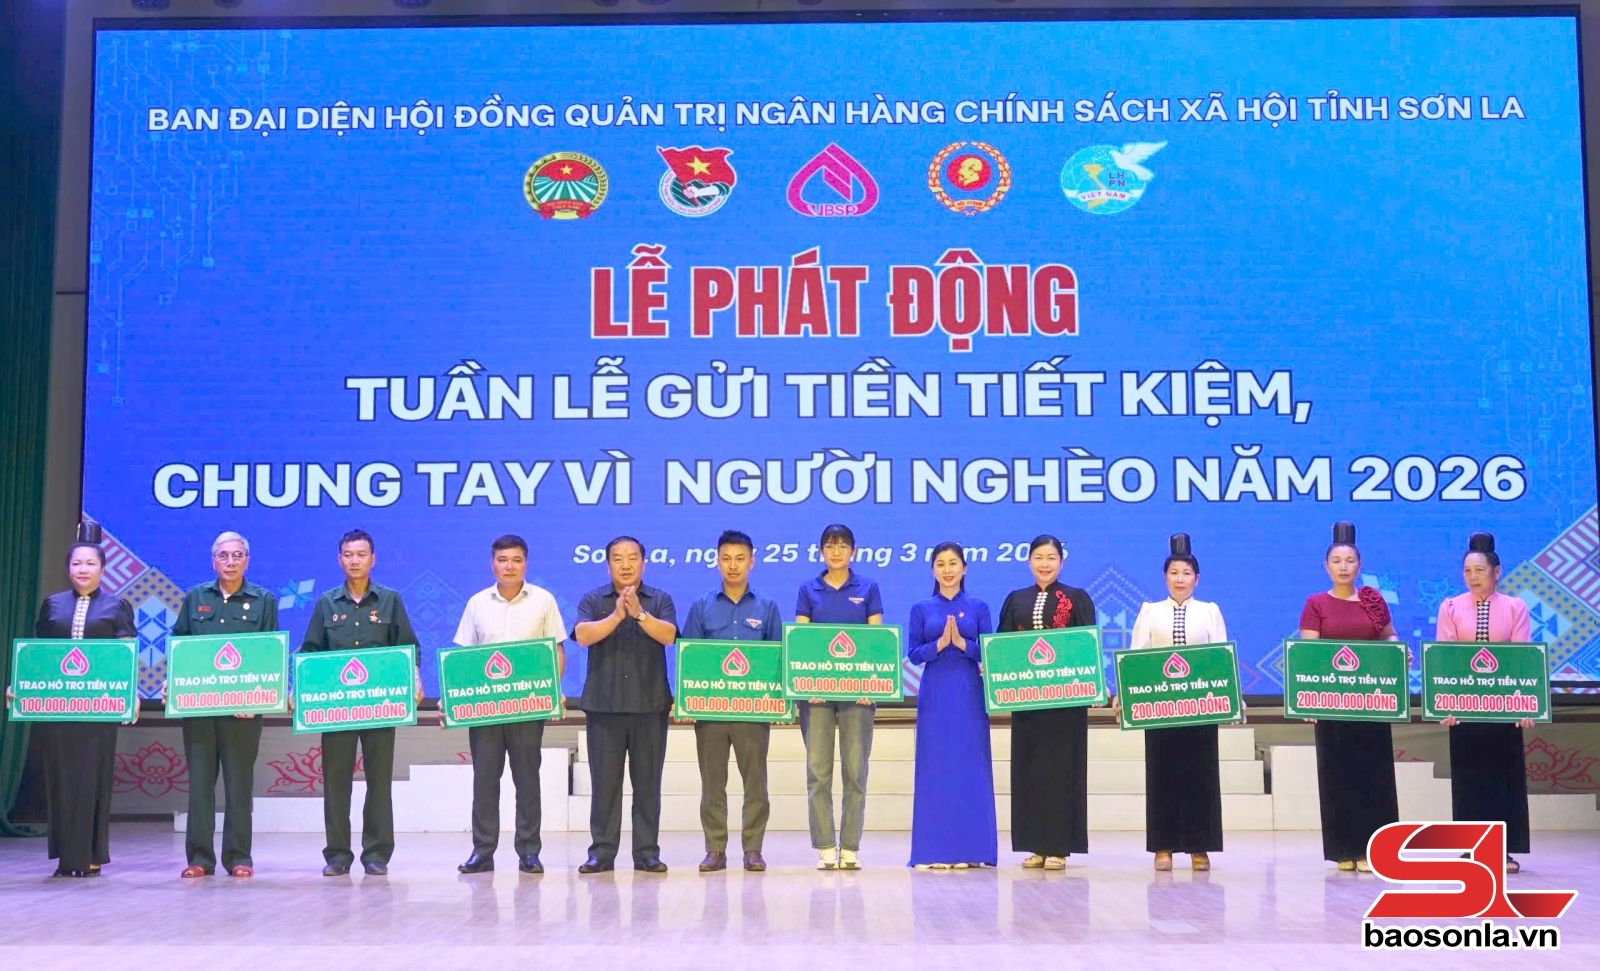 BAN ĐẠI DIỆN HỘI ĐỒNG QUẢN TRỊ NGÂN HÀNG CHÍNH SÁCH XÃ HỘI TỈNH SƠN LA
VBSP
LH
PN
VIỆT NAM
LỄ PHÁT ĐỘNG
TUẦN LỄ GỬI TIỀN TIẾT KIỆM,
CHUNG TAY VÌ NGƯỜI NGHÈO NĂM 2026
25
3
TRAO HỖ TRỢ TIỀN VAY
100.000.000 ĐỒNG
TRAO HỖ TRỢ TIỀN VAY
100.000.000 ĐỒNG
TRAO HỖ TRỢ TIỀN VAY
100.000.000 ĐỒNG
TRAO HỖ TRỢ TIỀN VAY
100.000.000 ĐỒNG
TRAO HỖ TRỢ TIỀN VAY
100.000.000 ĐỒNG
TRAO HỖ TRỢ TIỀN VAY
100.000.000 ĐỒNG
TRAO HỖ TRỢ TIỀN VAY
100.000.000 ĐỒNG
TRAO HỖ TRỢ TIỀN VAY
200.000.000 ĐỒNG
TRAO HỖ TRỢ TIỀN VAY
200.000.000 ĐỒNG
TRAO HỖ TRỢ TIỀN VAY
200.000.000 ĐỒNG
SL
baosonla.vn